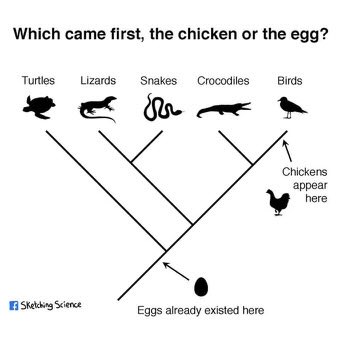 Which came first, the chicken or the egg?
Turtles Lizards Snakes Crocodiles Birds
Chickens
appear
here
Sketching Science
Eggs already existed here